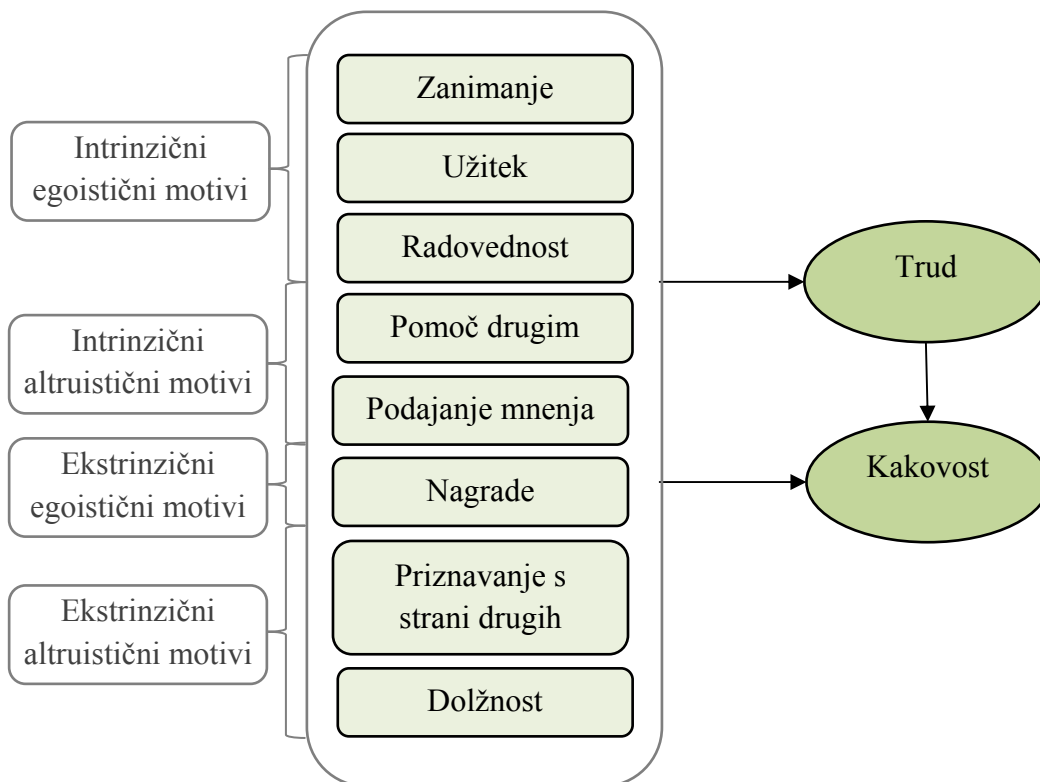 Intrinzični
egoistični motivi
Intrinzični
altruistični motivi
Ekstrinzični
egoistični motivi
Ekstrinzični
altruistični motivi
Zanimanje
Užitek
Radovednost
Pomoč drugim
Podajanje mnenja
Nagrade
Priznavanje s
strani drugih
Dolžnost
Trud
Kakovost